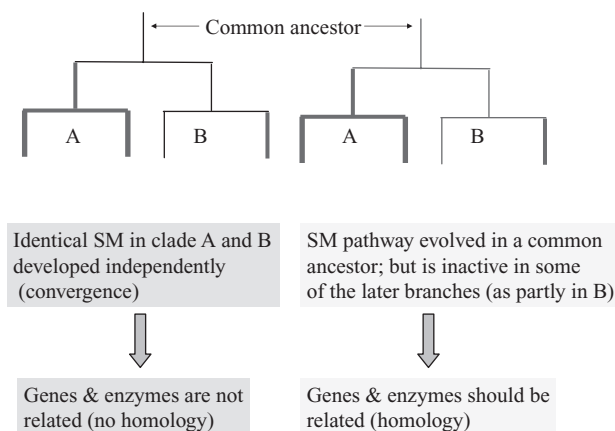 Common ancestor
A
B
A
B
Identical SM in clade A and B
developed independently
(convergence)
SM pathway evolved in a common
ancestor; but is inactive in some
of the later branches (as partly in B)
Genes & enzymes are not
related (no homology)
Genes & enzymes should be
related (homology)